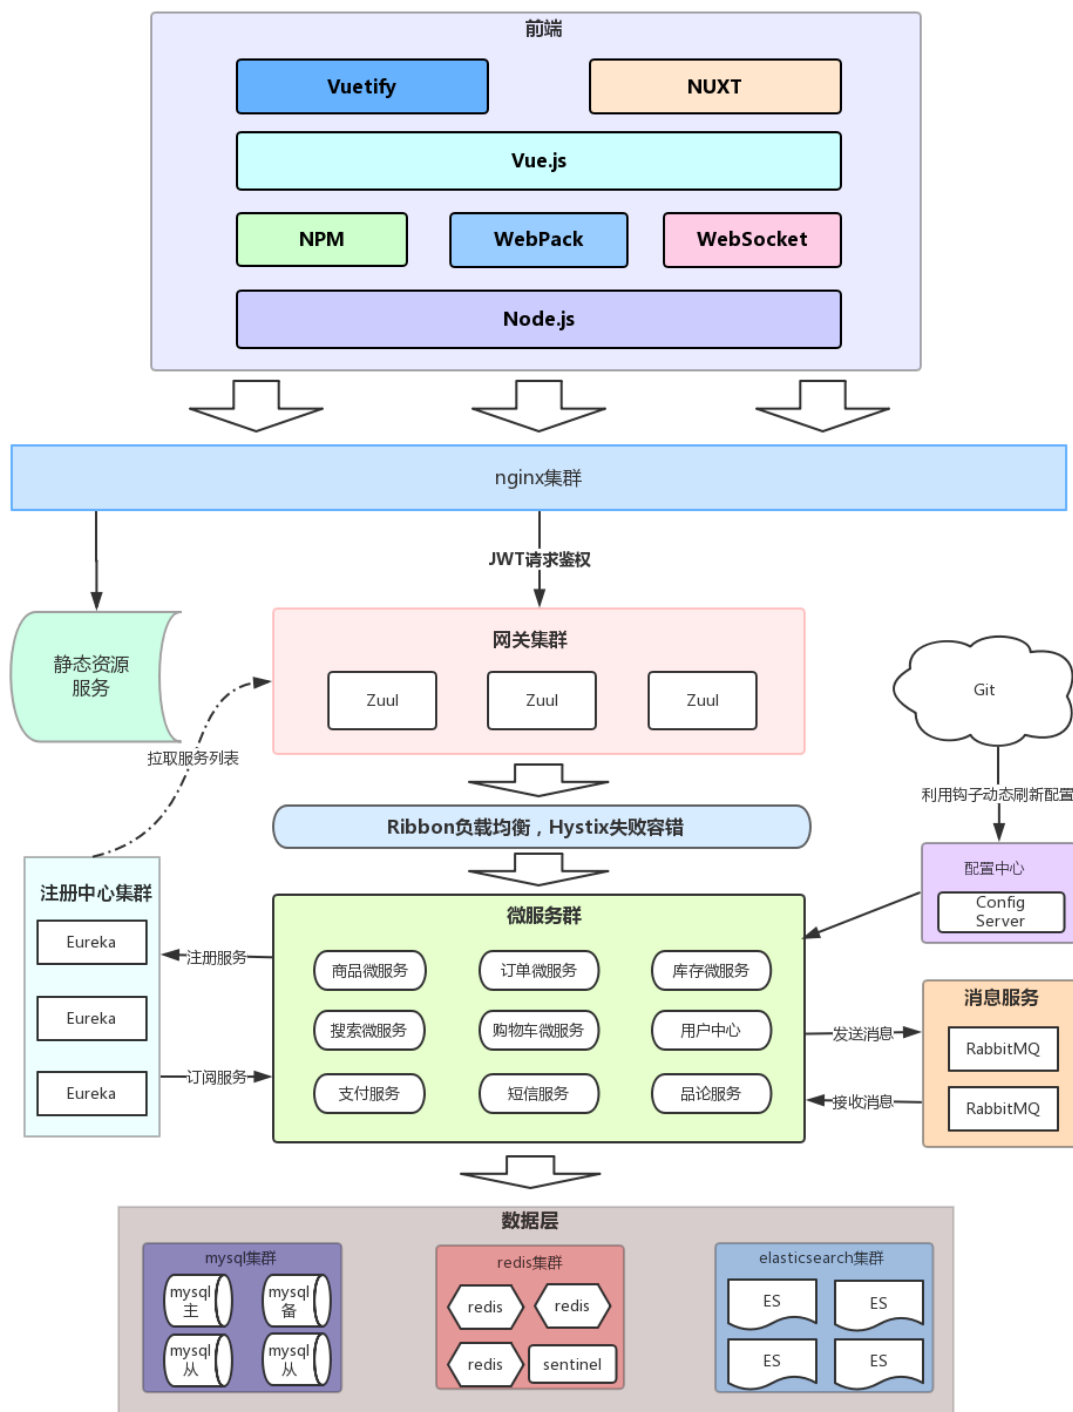 前端
Vuetify
NUXT
Vue.js
NPM
WebPack
WebSocket
Node.js
nginx集群
JWT请求鉴权
静态资源
服务
网关集群
Zuul
Zuul
Zuul
Git
拉取服务列表
利用钩子动态刷新配置
Ribbon负载均衡，Hystix失败容错
配置中心
Config
Server
注册中心集群
Eureka
Eureka
Eureka
注册服务
订阅服务
微服务群
商品微服务
订单微服务
库存微服务
搜索微服务
购物车微服务
用户中心
支付服务
短信服务
品论服务
发送消息
接收消息
消息服务
RabbitMQ
RabbitMQ
数据层
mysql集群
mysql
主
mysql
备
mysql
从
mysql
从
redis集群
redis
redis
redis
sentinel
elasticsearch集群
ES
ES
ES
ES